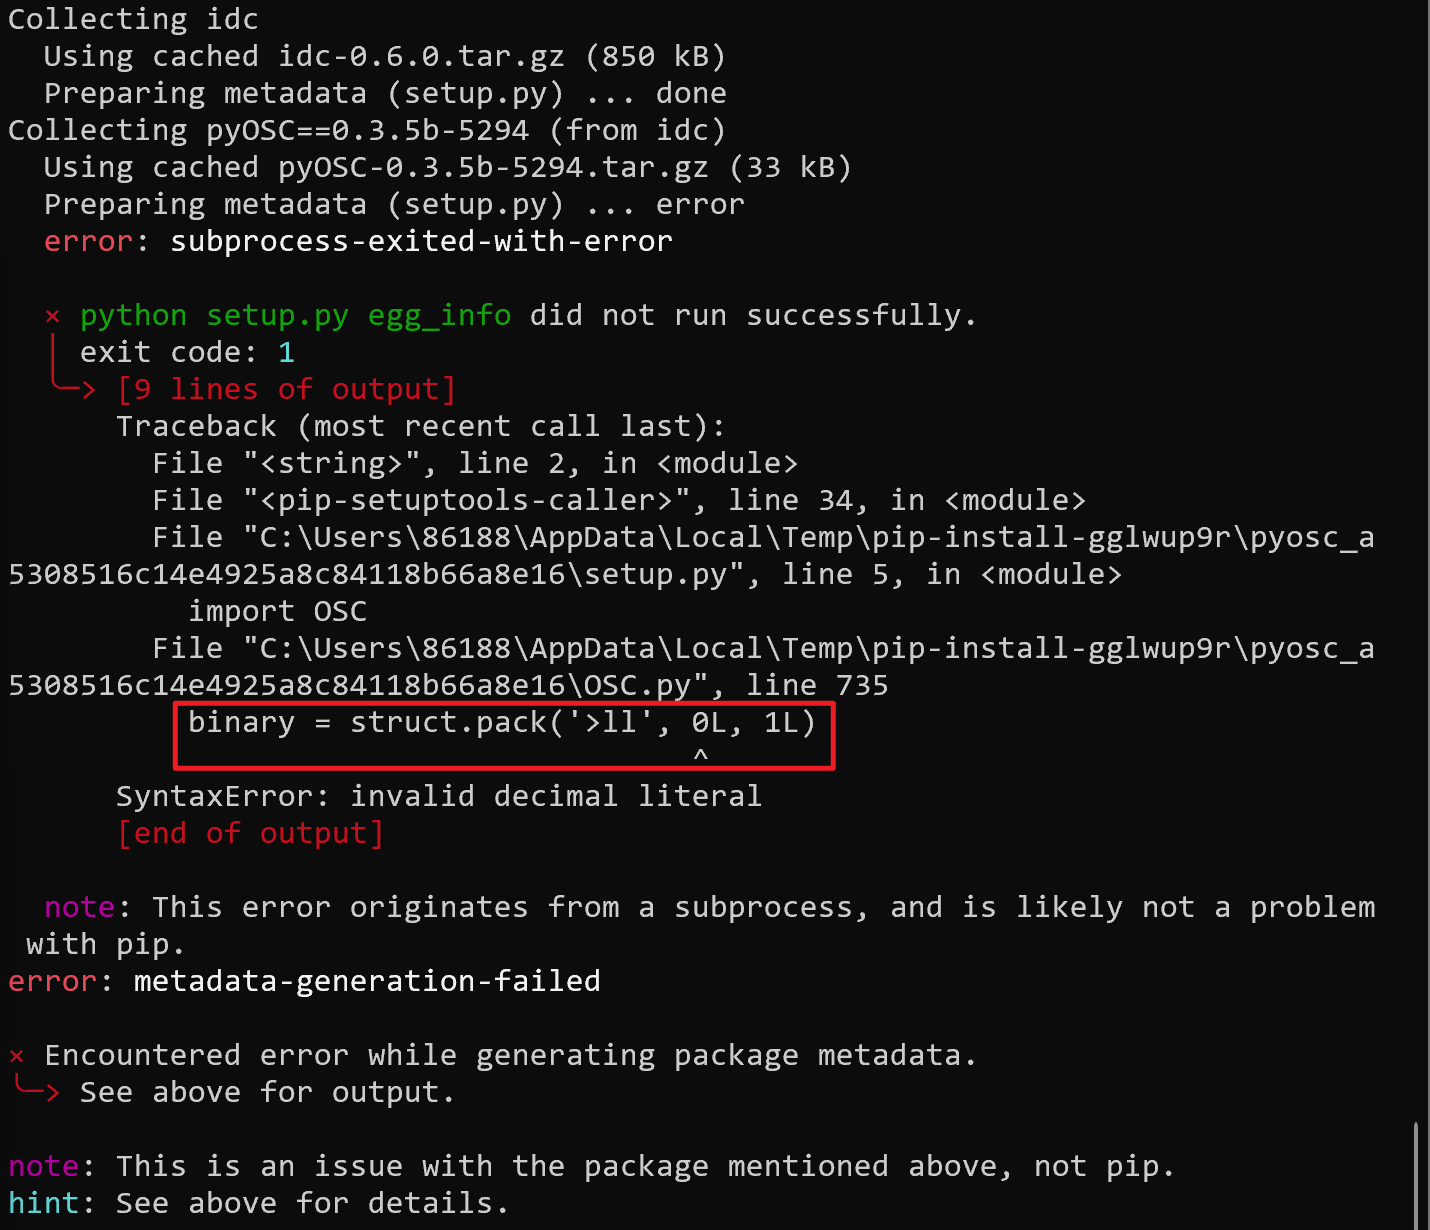 Collecting idc
Using cached idc-0.6.0.tar.gz (850 kB)
Preparing metadata (setup.py) ... done
Collecting pyOSC==0.3.5b-5294 (from idc)
Using cached pyOSC-0.3.5b-5294.tar.gz (33 kB)
Preparing metadata (setup.py) ... error
error: subprocess-exited-with-error
× python setup.py egg_info did not run successfully.
│ exit code: 1
╰─> [9 lines of output]
Traceback (most recent call last):
File "<string>", line 2, in <module>
File "<pip-setuptools-caller>", line 34, in <module>
File "C:\Users\86188\AppData\Local\Temp\pip-install-gglwup9r\pyosc_a
5308516c14e4925a8c84118b66a8e16\setup.py", line 5, in <module>
import OSC
File "C:\Users\86188\AppData\Local\Temp\pip-install-gglwup9r\pyosc_a
5308516c14e4925a8c84118b66a8e16\OSC.py", line 735
binary = struct.pack('>ll', 0L, 1L)
^
SyntaxError: invalid decimal literal
[end of output]
note: This error originates from a subprocess, and is likely not a problem
with pip.
error: metadata-generation-failed
× Encountered error while generating package metadata.
╰─> See above for output.
note: This is an issue with the package mentioned above, not pip.
hint: See above for details.